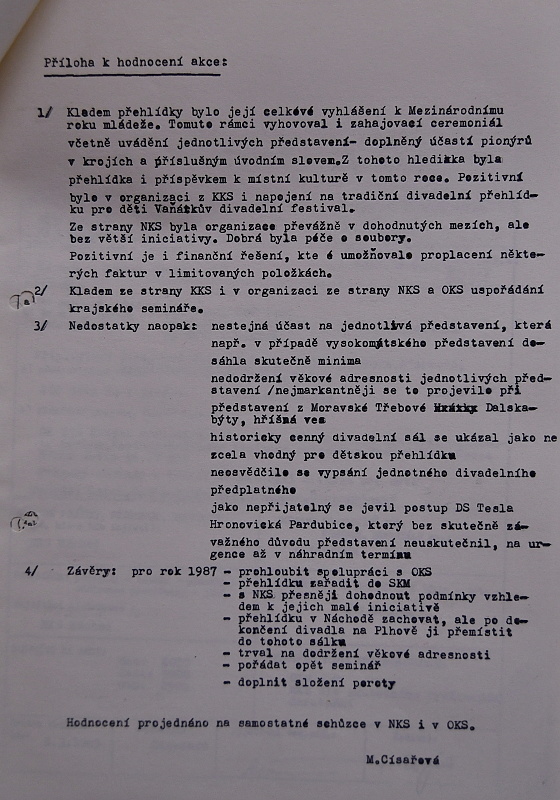 Příloha k hodnocení akce:
1/ Kladem přehlídky bylo její celkévé vyhlášení k Mezinárodnímu
roku mládeže. Tomuto rámci vyhovoval i zahajovací ceremoniál
včetně uvádění jednotlivých představení- doplněný účastí pionýrů
v krojích a příslušným úvodním slovem.Z tohoto hlediska byla
přehlídka i příspěvkem k místní kultuře v tomto roce. Pozitivní
bylo v organizaci z KKS i napojení na tradiční divadelní přehlíd-
ku pro děti Vaňátkův divadelní festival.
Ze strany NKS byla organizace převážně v dohodnutých mezích, ale
bez větší iniciativy. Dobrá byla péče o soubory.
Pozitivní je i finanční řešení, kte é umožňovalo proplacení někte-
rých faktur v limitovaných položkách.
2/ Kladem ze strany KKS i v organizaci ze strany NKS a OKS uspořádání
krajského semináře.
3/ Nedostatky naopak: nestejná účast na jednotlivá představení, která
např. v případě vysokomýtského představení do-
sáhla skutečně minima
nedodržení věkové adresnosti jednotlivých před-
stavení /nejmarkantněji se to projevilo při
představení z Moravské Třebové Dalska-
býty, hříšná ves
historicky cenný divadelní sál se ukázal jako ne
zcela vhodný pro dětskou přehlídku
neosvědčilo se vypsání jednotného divadelního
předplatného
jako nepřijatelný se jevil postup DS Tesla
Hronovická Pardubice, který bez skutečně zá-
važného důvodu představení neuskutečnil, na ur-
gence až v náhradním termínu
4/ Závěry: pro rok 1987 - prohloubit spolupráci s OKS
- přehlídku zařadit do SKM
- s NKS přesněji dohodnout podmínky vzhle-
dem k jejich malé iniciativě
- přehlídku v Náchodě zachovat, ale po do-
končení divadla na Plhově ji přemístit
do tohoto sálku
- trval na dodržení věkové adresnosti
- pořádat opět seminář
- doplnit složení poroty
Hodnocení projednáno na samostatné schůzce v NKS i v OKS.
M.Císařová